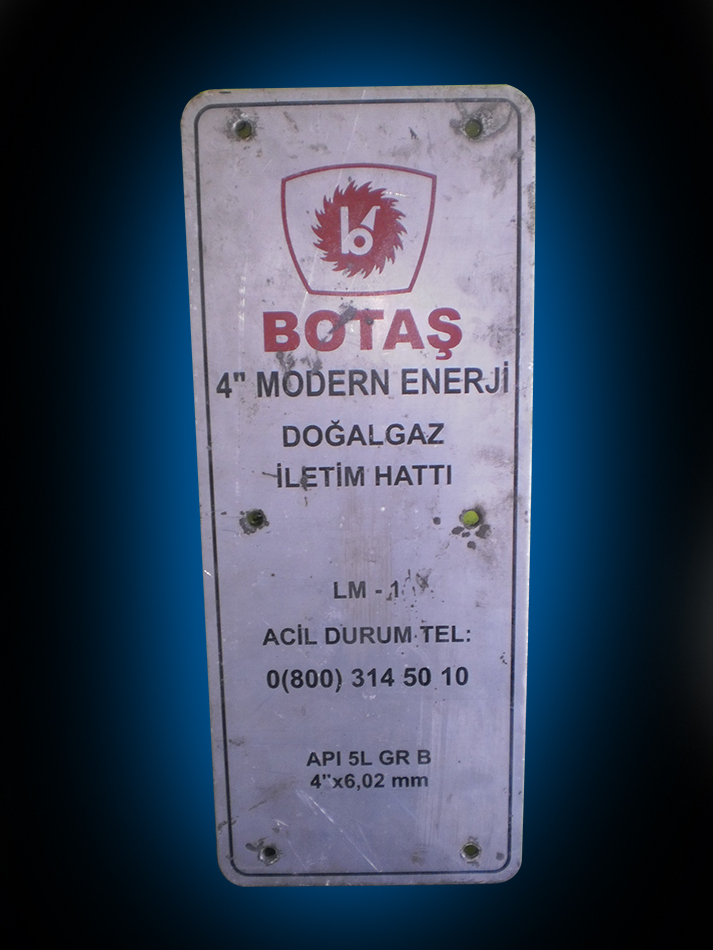 b
BOTAŞ
4" MODERN ENERJİ
DOĞALGAZ
İLETİM HATTI
LM - 1
ACİL DURUM TEL:
0(800) 314 50 10
API 5L GR B
4"x6,02 mm